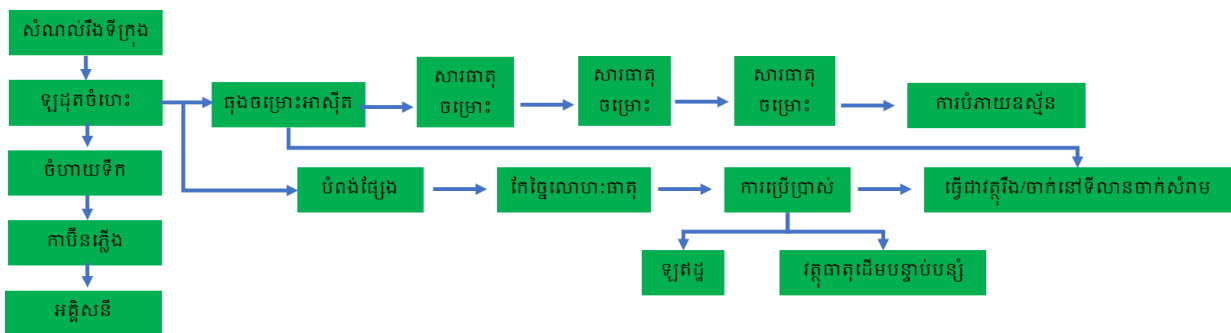 សំណល់រឹងទីក្រុង
ឡដុតចំហេះ
ធុងចម្រោះអាស៊ីត
សារធាតុ
ចម្រោះ
សារធាតុ
ចម្រោះ
សារធាតុ
ចម្រោះ
ការបំភាយឧស្ម័ន
ចំហាយទឹក
បំពង់ផ្សែង
កែច្នៃលោហៈធាតុ
ការប្រើប្រាស់
ធ្វើជាវត្ថុរឹង/ចាក់នៅទីលានចាក់សំរាម
កាប៊ីនភ្លើង
ឡឥដ្ឋ
វត្ថុធាតុដើមបន្ទាប់បន្សំ
អគ្គិសនី